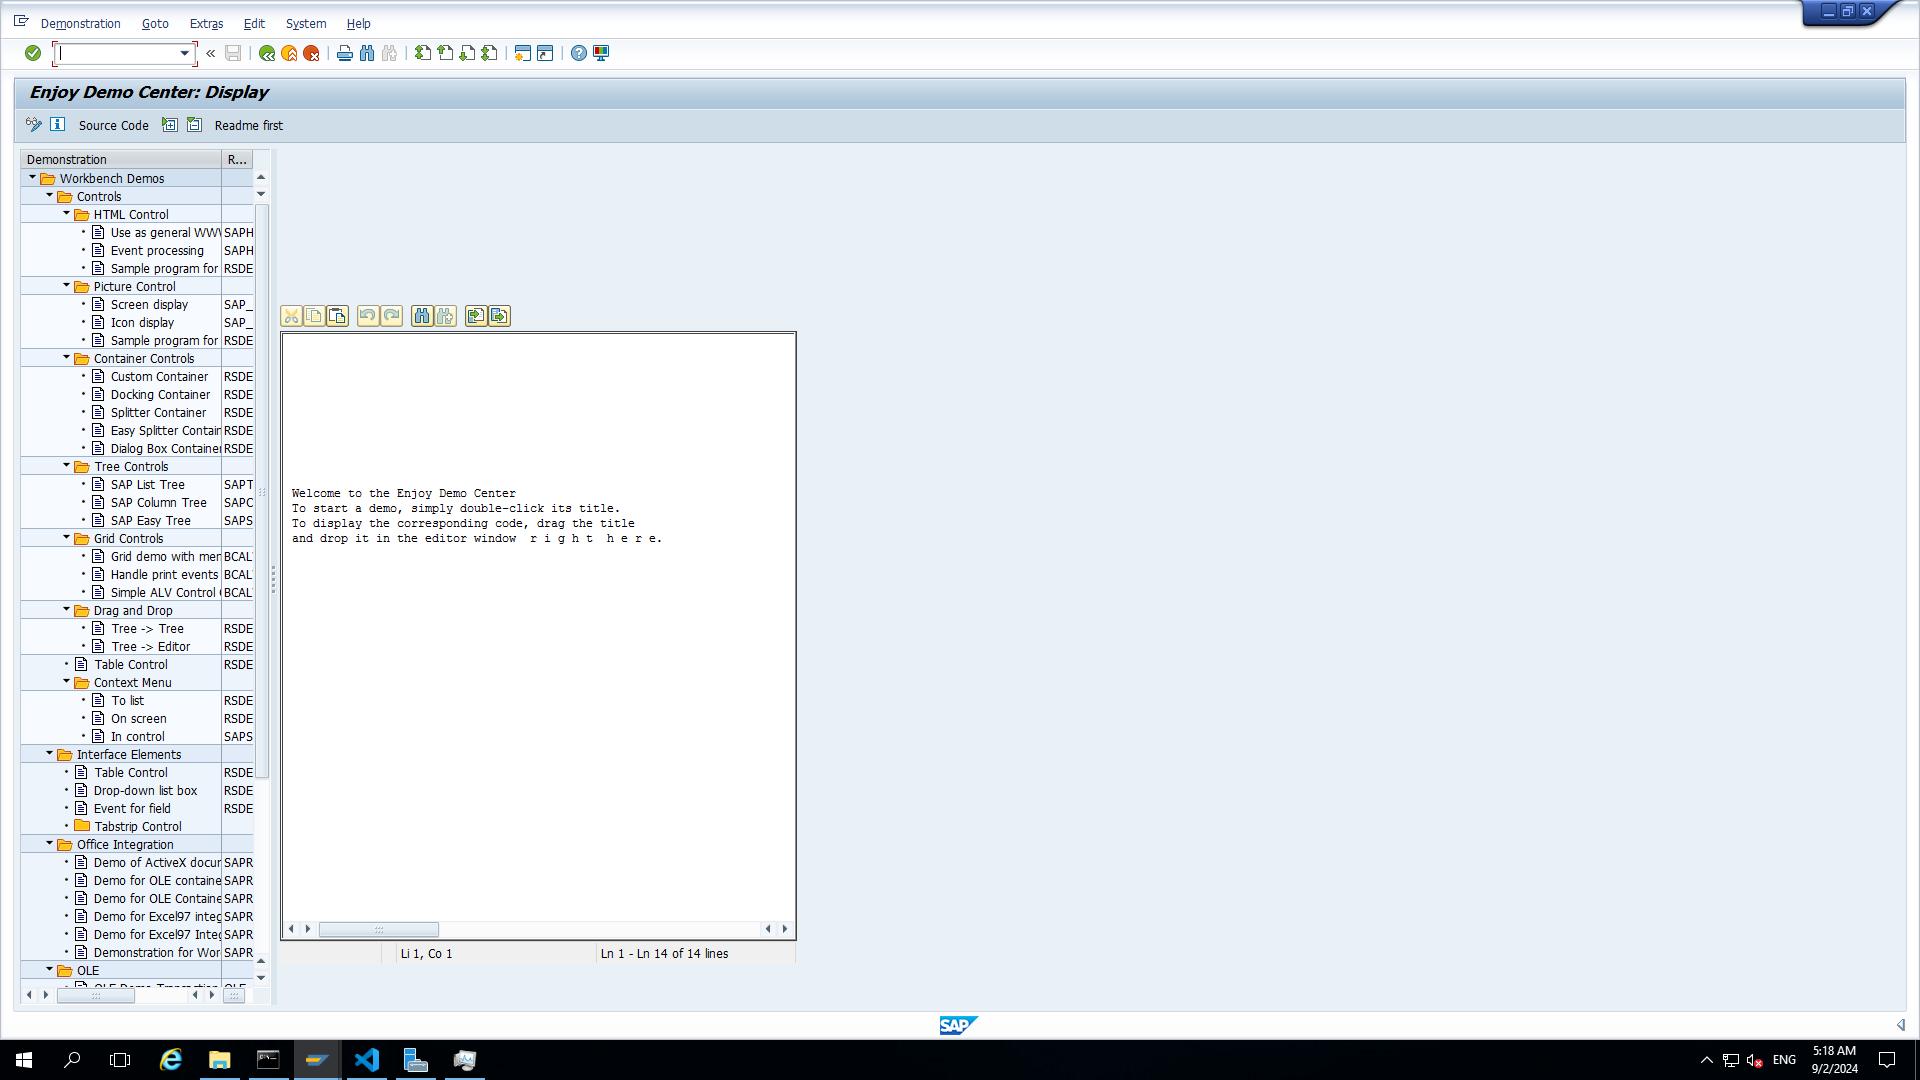 Demonstration Goto Extras Edit System Help
Enjoy Demo Center: Display
Source Code Readme first
Demonstration R...
Workbench Demos
Controls
HTML Control
Use as general WWW SAPH
Event processing SAPH
Sample program for RSDE
Picture Control
Screen display SAP_
Icon display SAP_
Sample program for RSDE
Container Controls
Custom Container RSDE
Docking Container RSDE
Splitter Container RSDE
Easy Splitter Contain RSDE
Dialog Box Container RSDE
Tree Controls
SAP List Tree SAPT
SAP Column Tree SAPC
SAP Easy Tree SAPS
Grid Controls
Grid demo with men BCAL
Handle print events BCAL
Simple ALV Control BCAL
Drag and Drop
Tree -> Tree RSDE
Tree -> Editor RSDE
Table Control RSDE
Context Menu
To list RSDE
On screen RSDE
In control SAPS
Interface Elements
Table Control RSDE
Drop-down list box RSDE
Event for field RSDE
Tabstrip Control
Office Integration
Demo of ActiveX docur SAPR
Demo for OLE containe SAPR
Demo for OLE Containe SAPR
Demo for Excel97 integ SAPR
Demo for Excel97 Integ SAPR
Demonstration for Wor SAPR
OLE
Welcome to the Enjoy Demo Center
To start a demo, simply double-click its title.
To display the corresponding code, drag the title
and drop it in the editor window r i g h t h e r e.
Li 1, Co 1 Ln 1 - Ln 14 of 14 lines
SAP
ENG
5:18 AM
9/2/2024